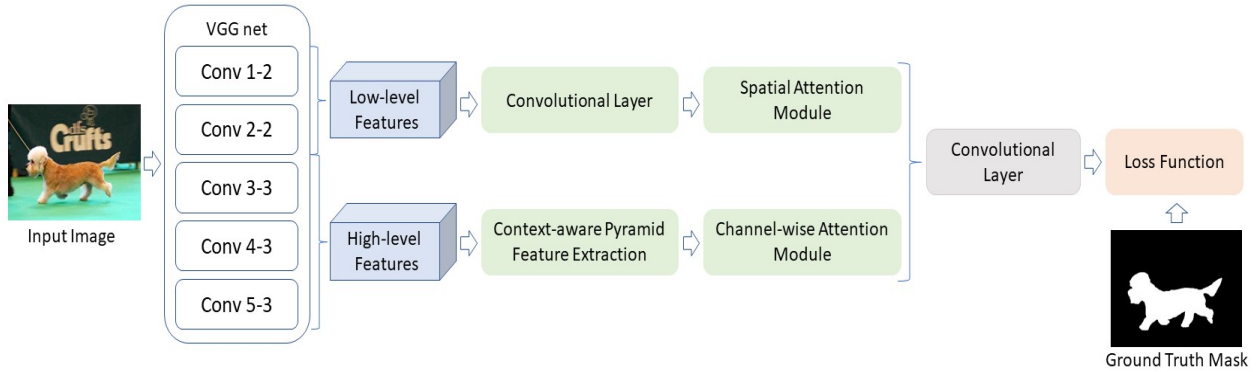 VGG net
Conv 1-2
Conv 2-2
Conv 3-3
Conv 4-3
Conv 5-3
Crufts
Input Image
Low-level
Features
Convolutional Layer
Spatial Attention
Module
High-level
Features
Context-aware Pyramid
Feature Extraction
Channel-wise Attention
Module
Convolutional
Layer
Loss Function
Ground Truth Mask